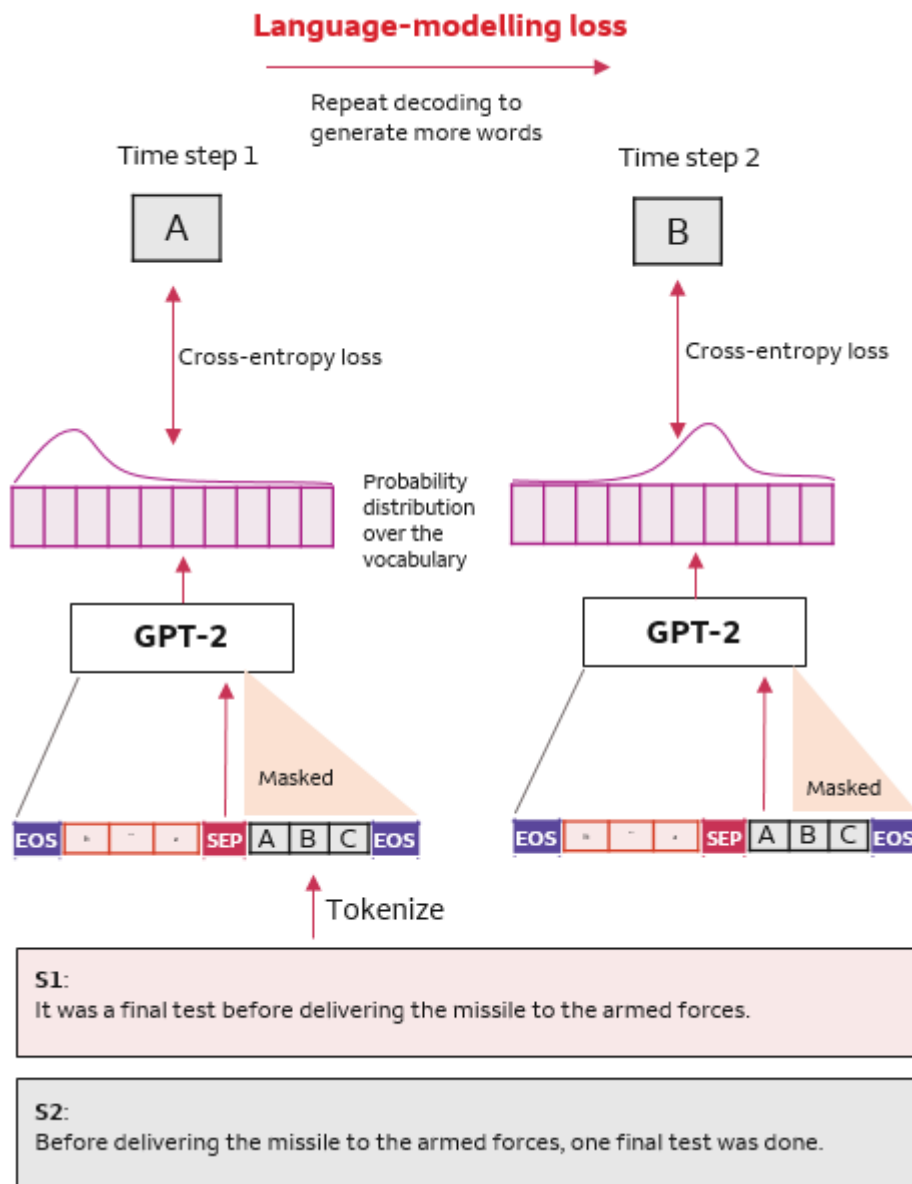 Language-modelling loss
Repeat decoding to
generate more words
Time step 1
Time step 2
A
B
Cross-entropy loss
Cross-entropy loss
Probability
distribution
over the
vocabulary
GPT-2
GPT-2
Masked
Masked
EOS SEP A B C EOS
EOS SEP A B C EOS
Tokenize
S1:
It was a final test before delivering the missile to the armed forces.
S2:
Before delivering the missile to the armed forces, one final test was done.